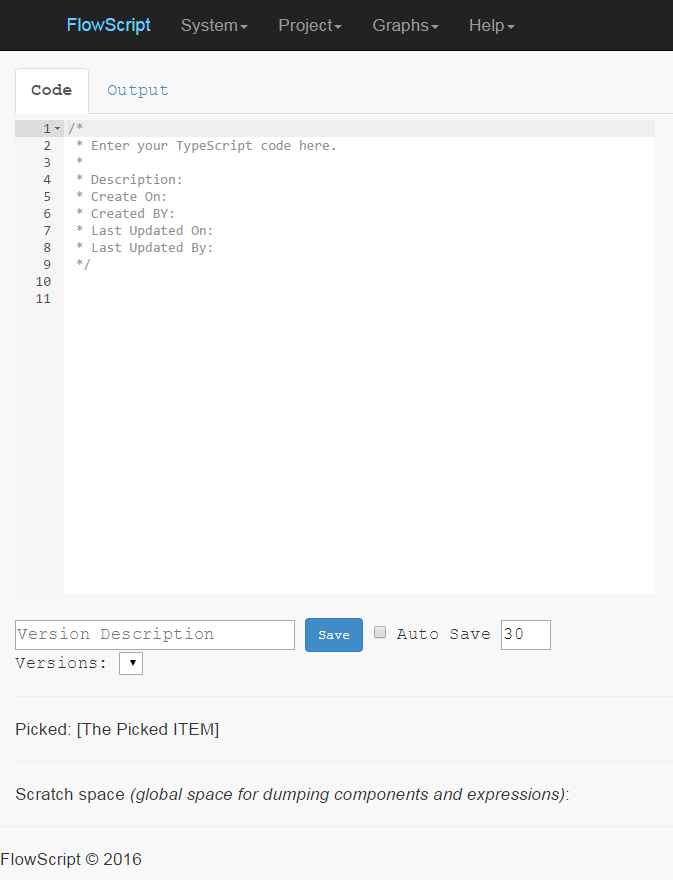 FlowScript System Project Graphs Help
Code Output
1 /*
2 * Enter your TypeScript code here.
3 *
4 * Description:
5 * Create On:
6 * Created BY:
7 * Last Updated On:
8 * Last Updated By:
9 */
10
11
Version Description Save Auto Save 30
Versions:
Picked: [The Picked ITEM]
Scratch space (global space for dumping components and expressions):
FlowScript © 2016